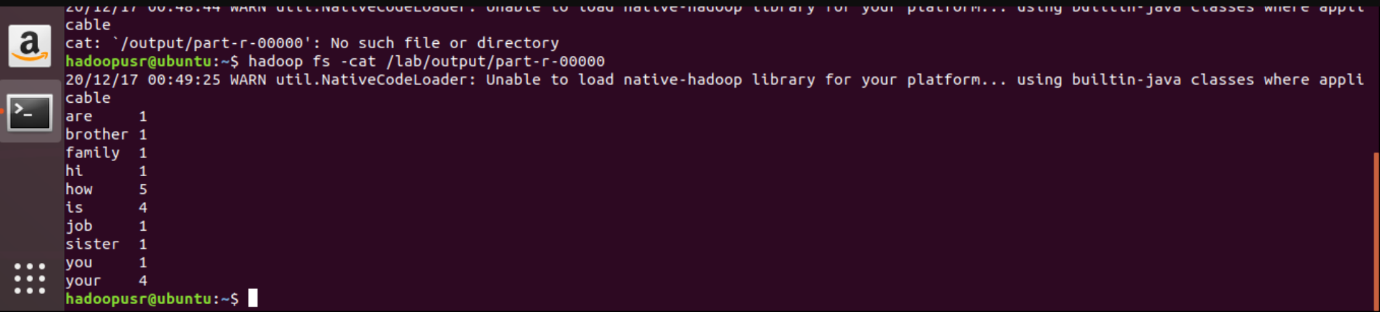 20/12/17 00:48:44 WARN util.NativeCodeLoader: Unable to load native-hadoop library for your platform... using builtin-java classes where appli
cable
cat: `/output/part-r-00000': No such file or directory
hadoopusr@ubuntu:~$ hadoop fs -cat /lab/output/part-r-00000
20/12/17 00:49:25 WARN util.NativeCodeLoader: Unable to load native-hadoop library for your platform... using builtin-java classes where appli
cable
are 1
brother 1
family 1
hi 1
how 5
is 4
job 1
sister 1
you 1
your 4
hadoopusr@ubuntu:~$